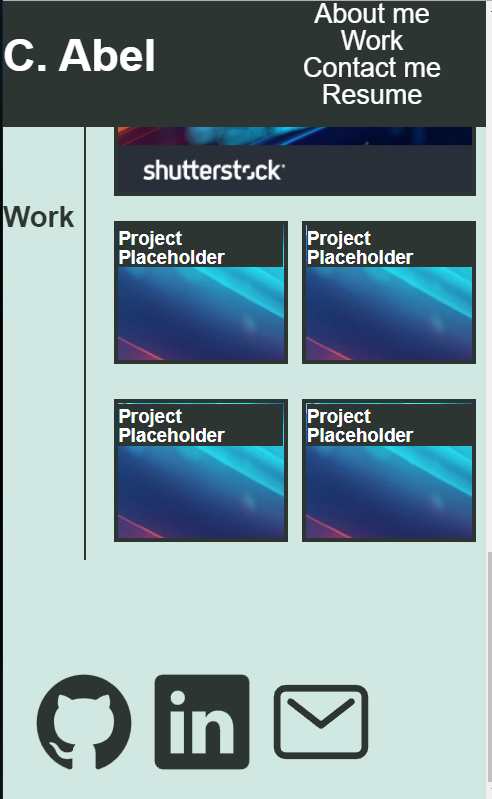 About me
C. Abel
Work
Contact me
Resume
shutterstock
Work
Project
Placeholder
Project
Placeholder
Project
Placeholder
Project
Placeholder
in